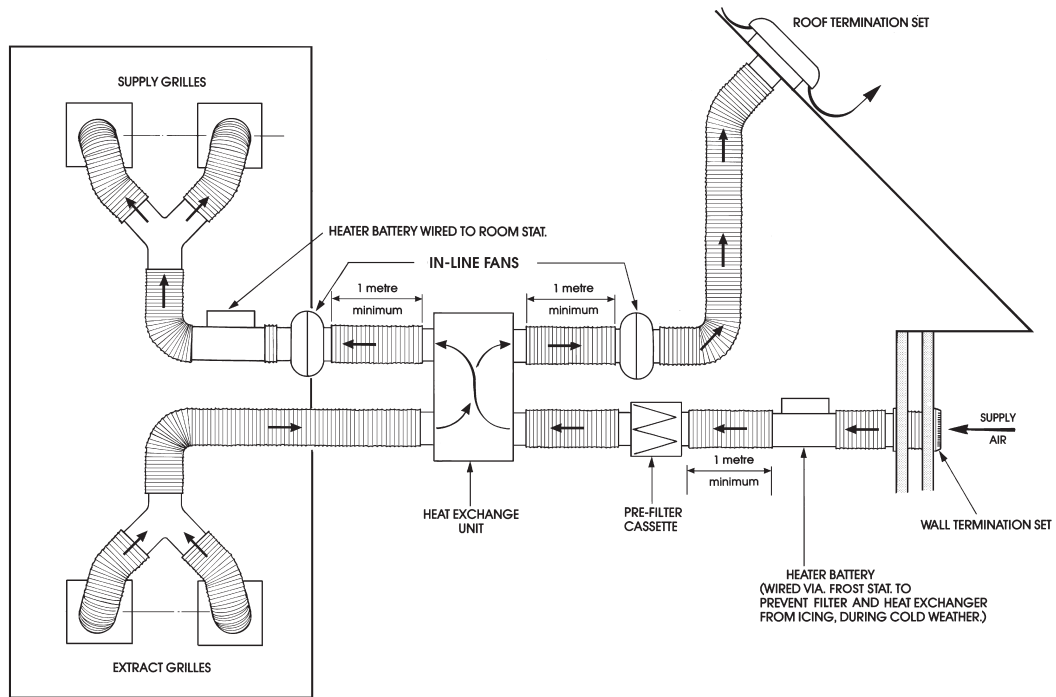 ROOF TERMINATION SET
SUPPLY GRILLES
HEATER BATTERY WIRED TO ROOM STAT.
IN-LINE FANS
1 metre
minimum
1 metre
minimum
SUPPLY
AIR
1 metre
minimum
HEAT EXCHANGE
UNIT
PRE-FILTER
CASSETTE
WALL TERMINATION SET
HEATER BATTERY
(WIRED VIA. FROST STAT. TO
PREVENT FILTER AND HEAT EXCHANGER
FROM ICING, DURING COLD WEATHER.)
EXTRACT GRILLES